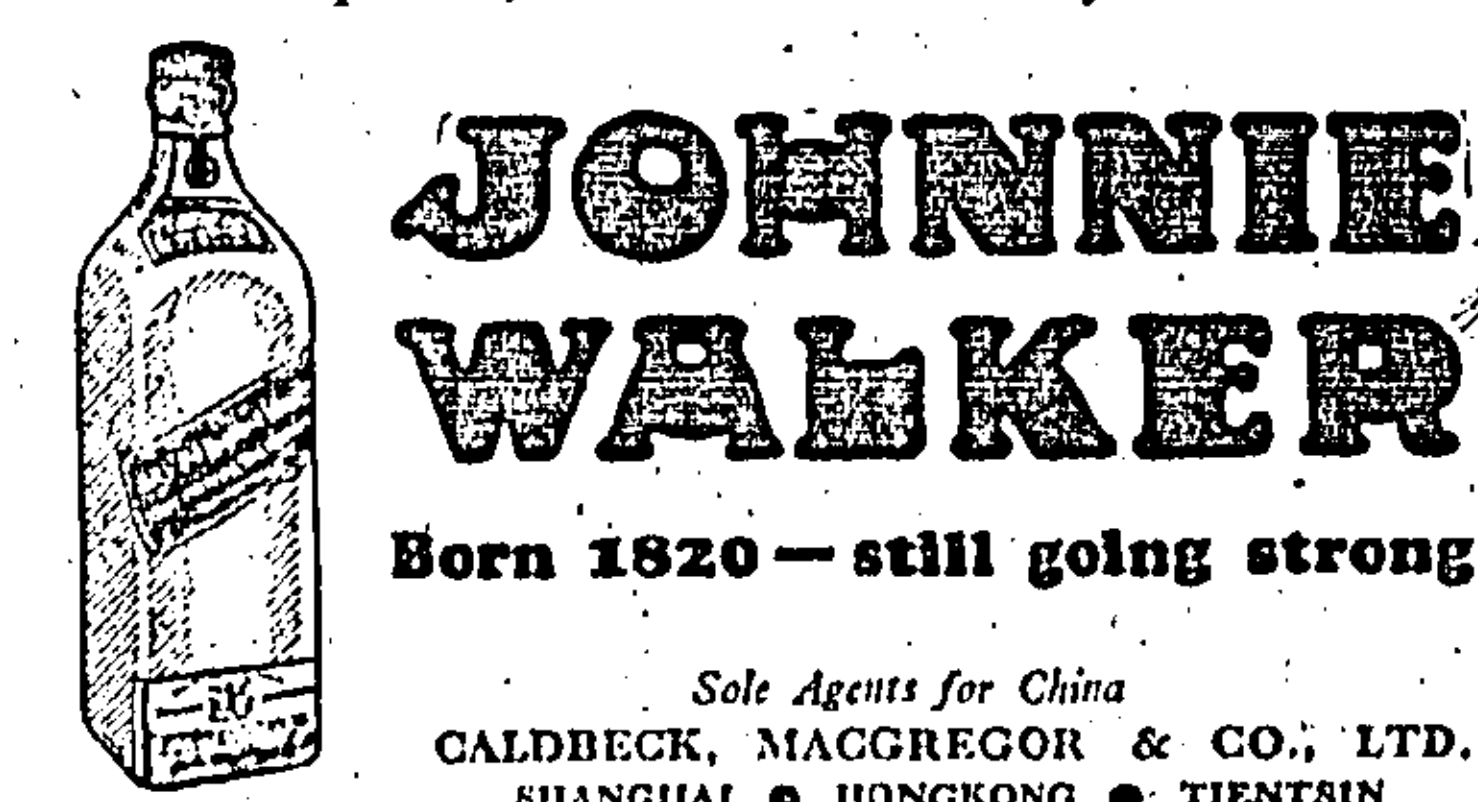 JOHNNIE
WALKER
Born 1820 — still going strong
Sole Agents for China
CALDBECK, MACGREGOR & CO., LTD.
SHANGHAI ● HONGKONG ● TIENTSIN